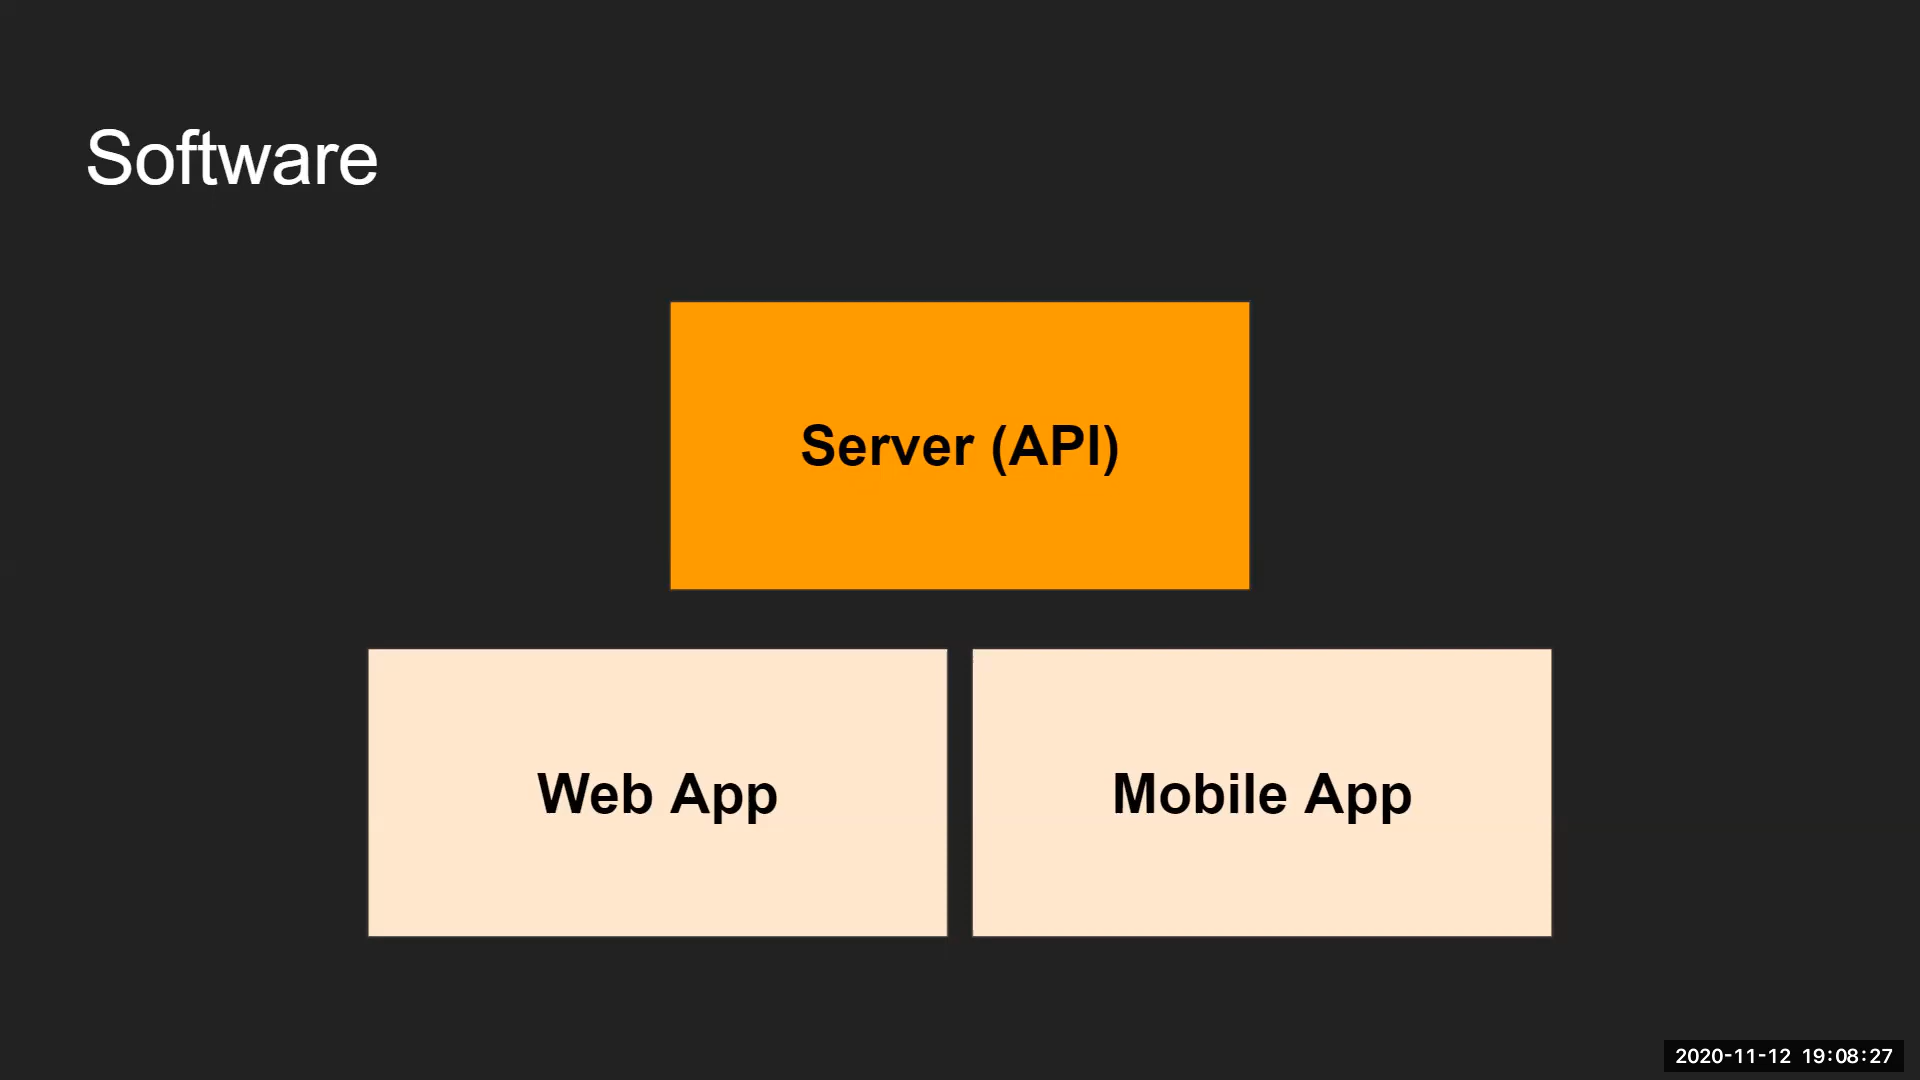 Software
Server (API)
Web App
Mobile App
2020-11-12 19:08:27